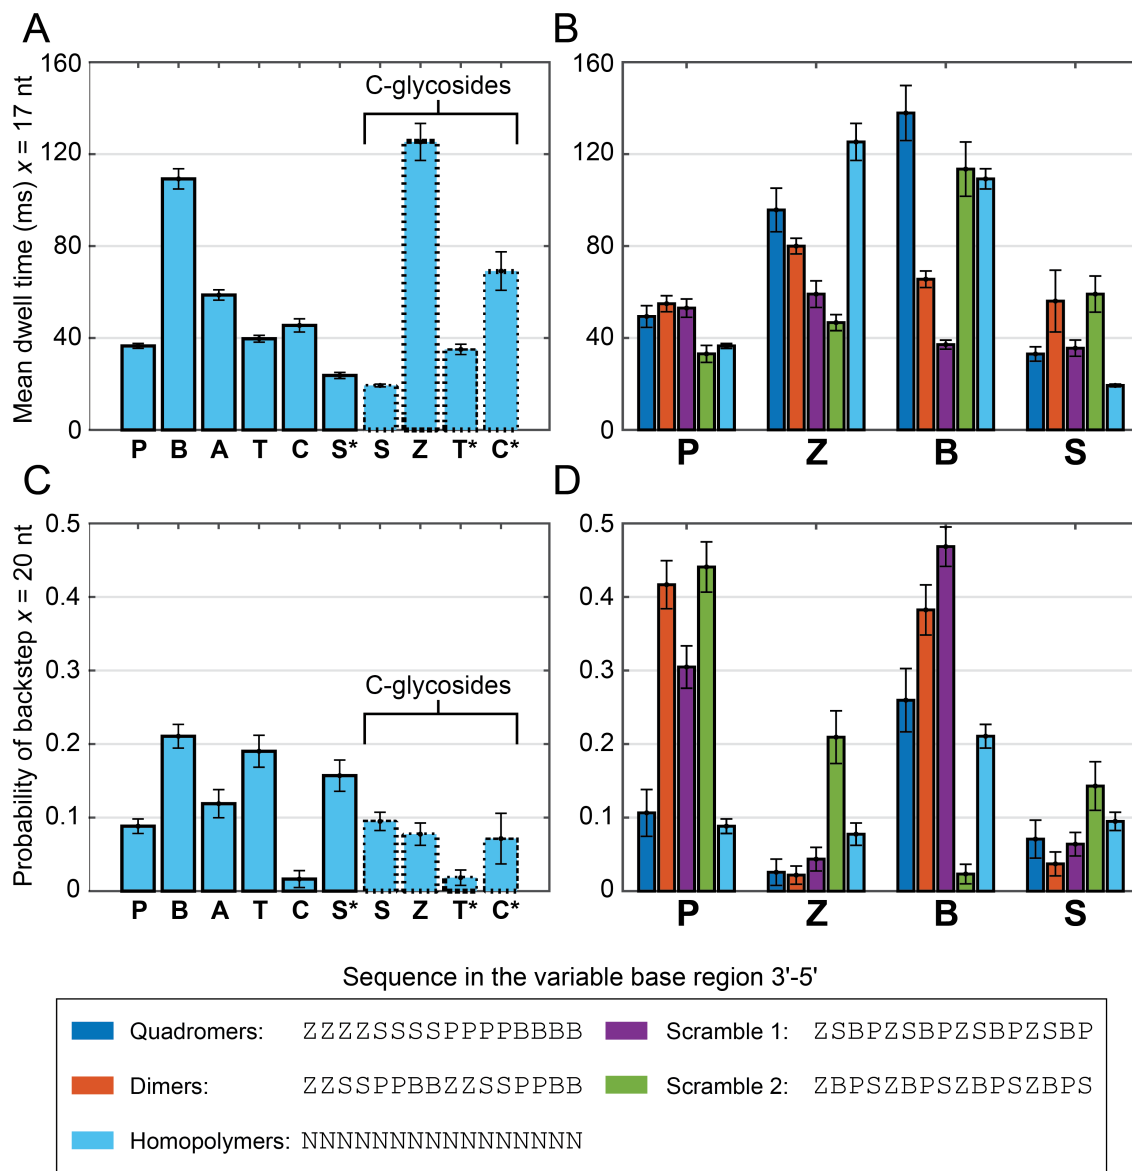 A
Mean dwell time (ms) x = 17 nt
160
120
80
40
0
C-glycosides
P B A T C S* S Z T* C*
B
160
120
80
40
0
P Z B S
C
Probability of backstep x = 20 nt
0.5
0.4
0.3
0.2
0.1
0
C-glycosides
P B A T C S* S Z T* C*
D
0.5
0.4
0.3
0.2
0.1
0
P Z B S
Sequence in the variable base region 3'-5'
Quadromers: ZZZZSSSSPPPPBBBB
Scramble 1: ZSBPZSBPZSBPZSBP
Dimers: ZZSSPPBBZZSSPPBB
Scramble 2: ZBPSZBPSZBPSZBPS
Homopolymers: NNNNNNNNNNNNNNNN